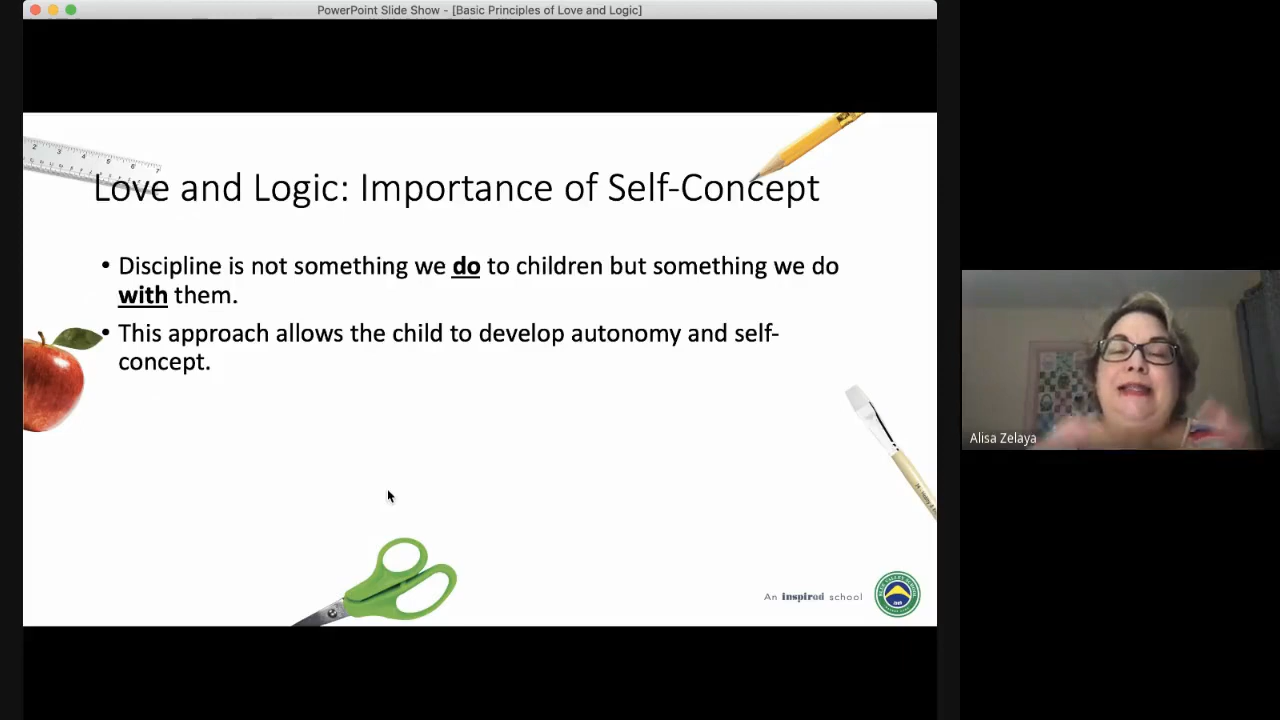 PowerPoint Slide Show - [Basic Principles of Love and Logic]
Love and Logic: Importance of Self-Concept
• Discipline is not something we do to children but something we do
with them.
• This approach allows the child to develop autonomy and self-
concept.
Alisa Zelaya
An inspired school